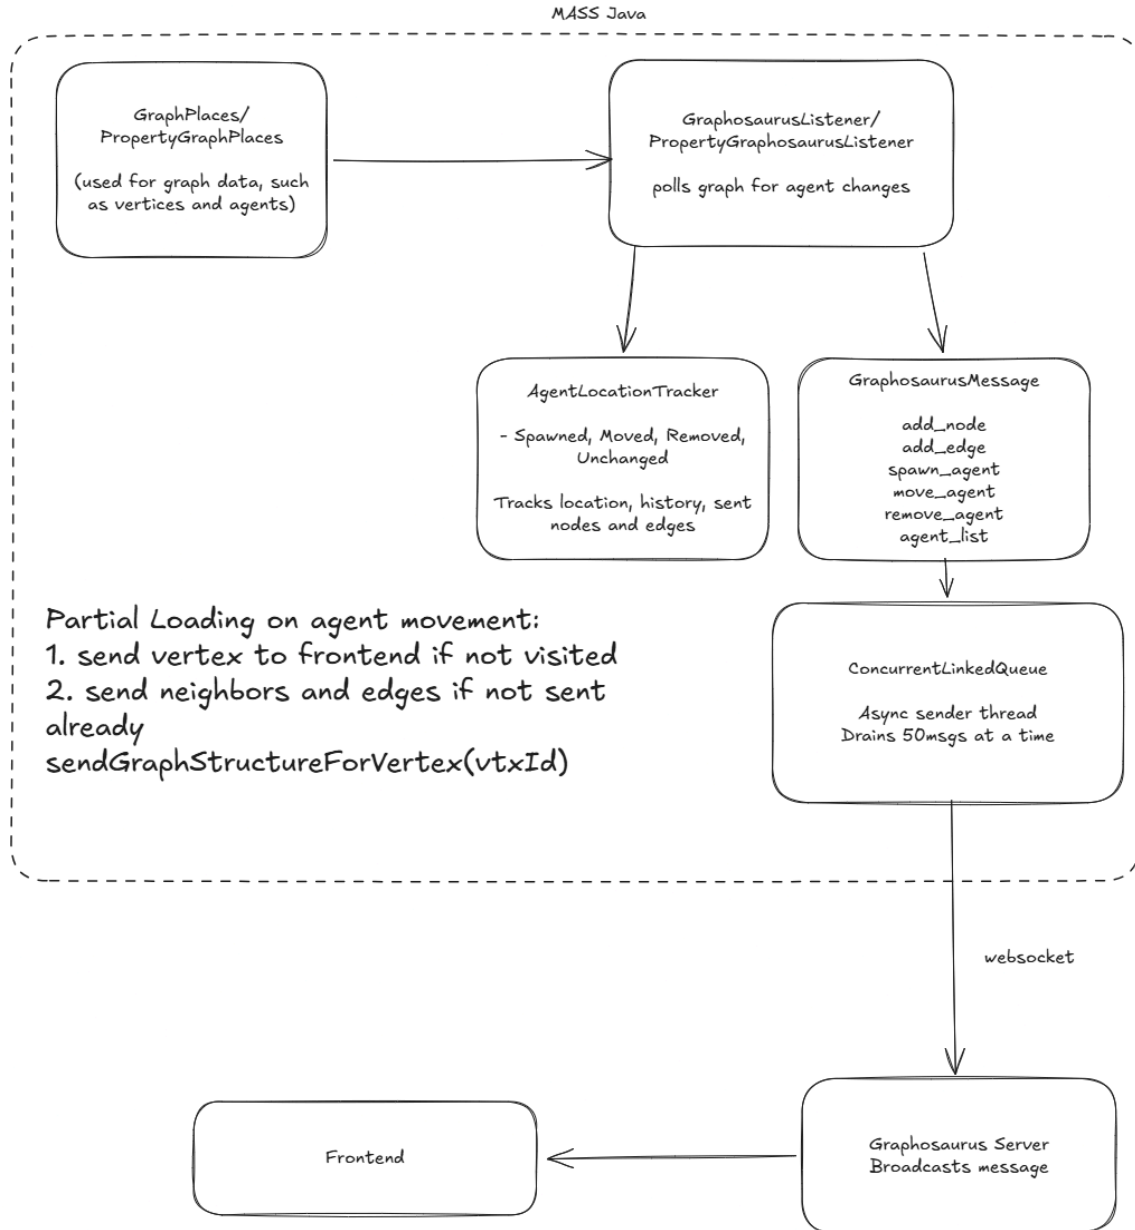 MASS Java
GraphPlaces/
PropertyGraphPlaces
(used for graph data, such
as vertices and agents)
GraphosaurusListener/
PropertyGraphosaurusListener
polls graph for agent changes
AgentLocationTracker
- Spawned, Moved, Removed,
Unchanged
Tracks location, history, sent
nodes and edges
GraphosaurusMessage
add_node
add_edge
spawn_agent
move_agent
remove_agent
agent_list
Partial Loading on agent movement:
1. send vertex to frontend if not visited
2. send neighbors and edges if not sent
already
sendGraphStructureForVertex(vtxId)
ConcurrentLinkedQueue
Async sender thread
Drains 50msgs at a time
websocket
Frontend
Graphosaurus Server
Broadcasts message